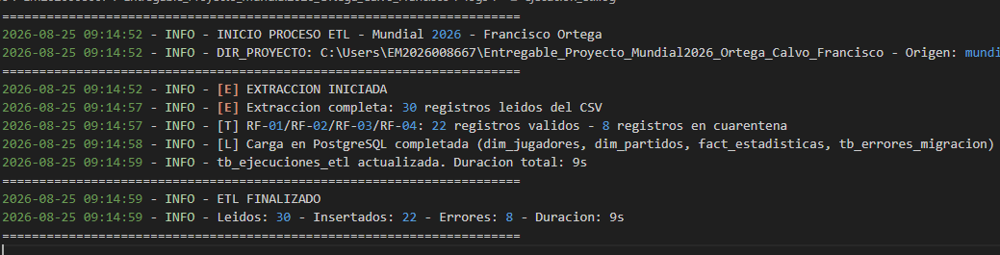 ================================================================
2026-08-25 09:14:52 - INFO - INICIO PROCESO ETL - Mundial 2026 - Francisco Ortega
2026-08-25 09:14:52 - INFO - DIR_PROYECTO: C:\Users\EM2026008667\Entregable_Proyecto_Mundial2026_Ortega_Calvo_Francisco - Origen: mundi
================================================================
2026-08-25 09:14:52 - INFO - [E] EXTRACCION INICIADA
2026-08-25 09:14:57 - INFO - [E] Extraccion completa: 30 registros leidos del CSV
2026-08-25 09:14:57 - INFO - [T] RF-01/RF-02/RF-03/RF-04: 22 registros validos - 8 registros en cuarentena
2026-08-25 09:14:58 - INFO - [L] Carga en PostgreSQL completada (dim_jugadores, dim_partidos, fact_estadisticas, tb_errores_migracion)
2026-08-25 09:14:59 - INFO - tb_ejecuciones_etl actualizada. Duracion total: 9s
================================================================
2026-08-25 09:14:59 - INFO - ETL FINALIZADO
2026-08-25 09:14:59 - INFO - Leidos: 30 - Insertados: 22 - Errores: 8 - Duracion: 9s
================================================================